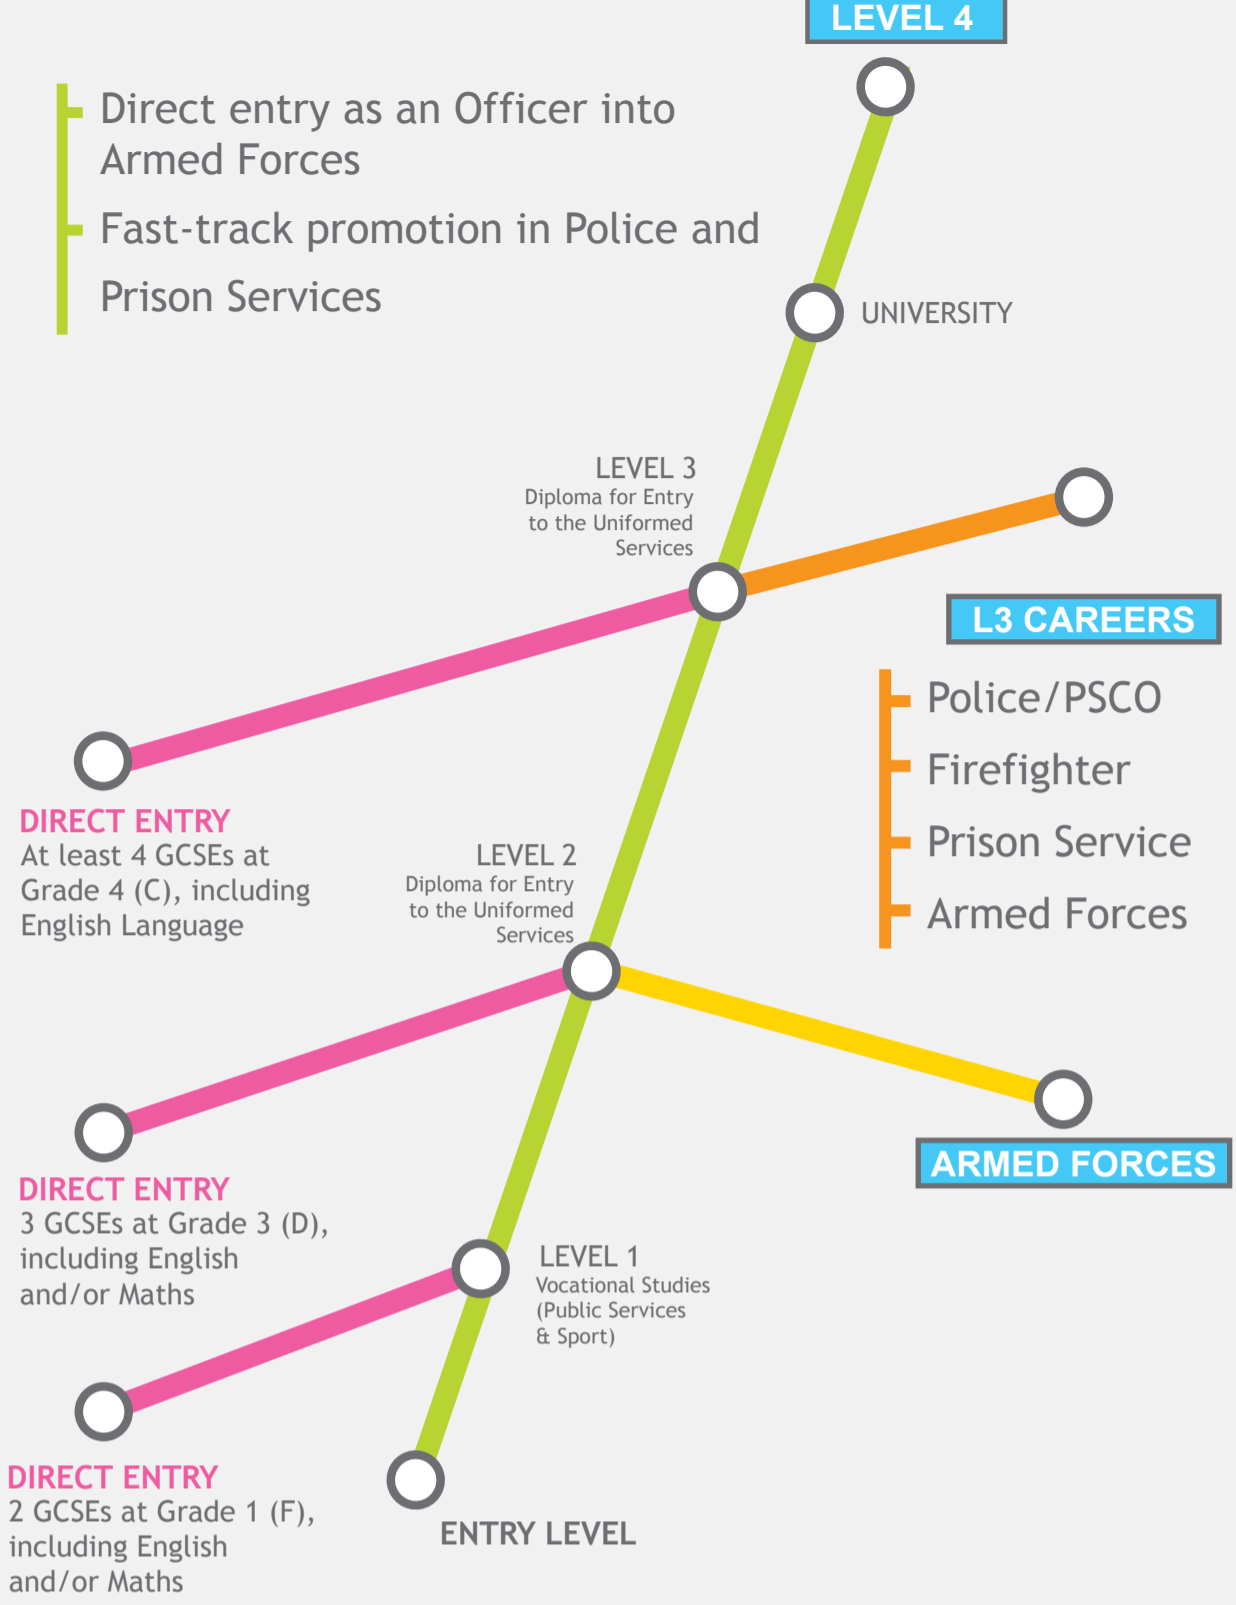 LEVEL 4
Direct entry as an Officer into
Armed Forces
Fast-track promotion in Police and
Prison Services
UNIVERSITY
LEVEL 3
Diploma for Entry
to the Uniformed
Services
L3 CAREERS
Police/PSCO
Firefighter
Prison Service
Armed Forces
DIRECT ENTRY
At least 4 GCSEs at
Grade 4 (C), including
English Language
LEVEL 2
Diploma for Entry
to the Uniformed
Services
ARMED FORCES
DIRECT ENTRY
3 GCSEs at Grade 3 (D),
including English
and/or Maths
LEVEL 1
Vocational Studies
(Public Services
& Sport)
DIRECT ENTRY
2 GCSEs at Grade 1 (F),
including English
and/or Maths
ENTRY LEVEL